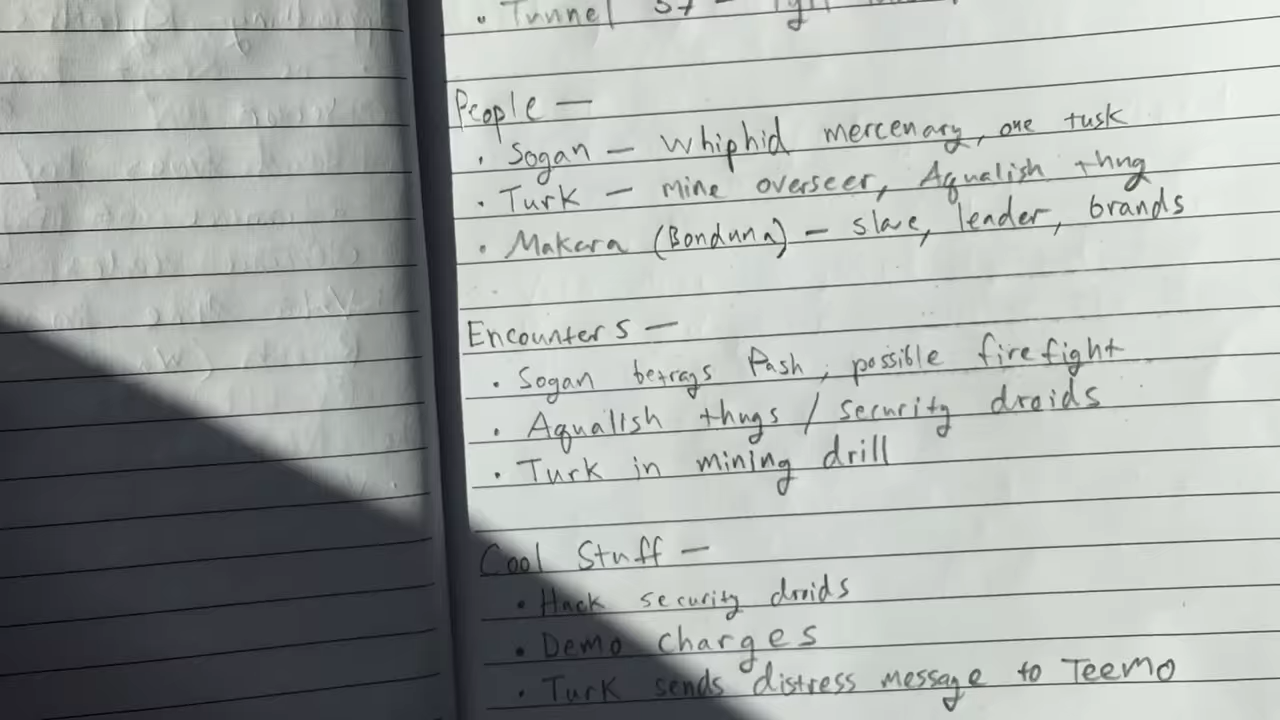 • Tunnel
People —
• Sogan — Whiphid mercenary, one tusk
• Turk — mine overseer, Aqualish thug
• Makara (Bonduna) — slave, leader, brands
Encounters —
• Sogan betrays Pash, possible firefight
• Aqualish thugs / security droids
• Turk in mining drill
Cool Stuff —
• Hack security droids
• Demo charges
• Turk sends distress message to Teemo